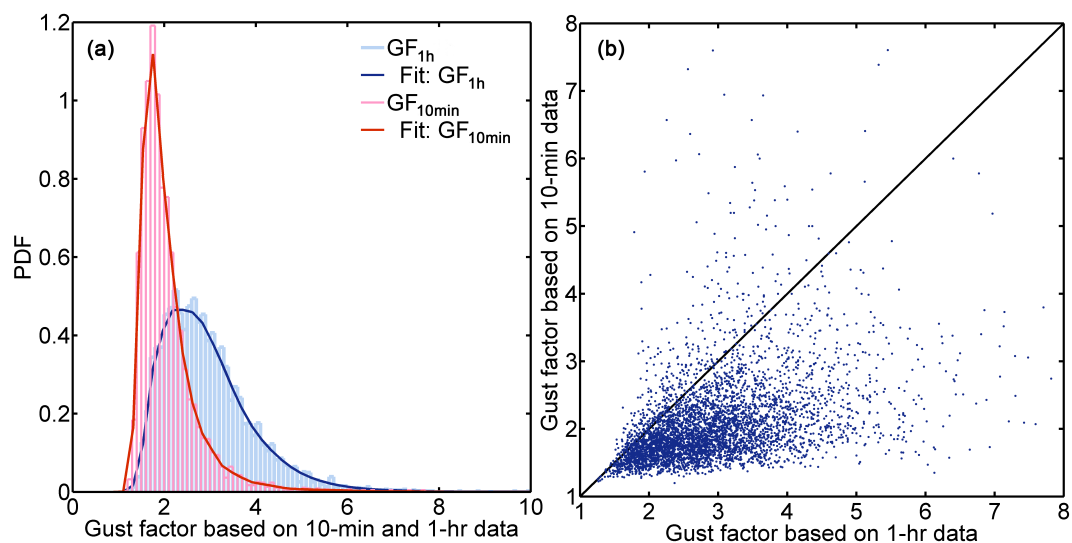 (a)
GF1h
Fit: GF1h
GF10min
Fit: GF10min
1.2
1
0.8
0.6
0.4
0.2
0
PDF
0 2 4 6 8 10
Gust factor based on 10-min and 1-hr data
(b)
8
7
6
5
4
3
2
1
Gust factor based on 10-min data
1 2 3 4 5 6 7 8
Gust factor based on 1-hr data